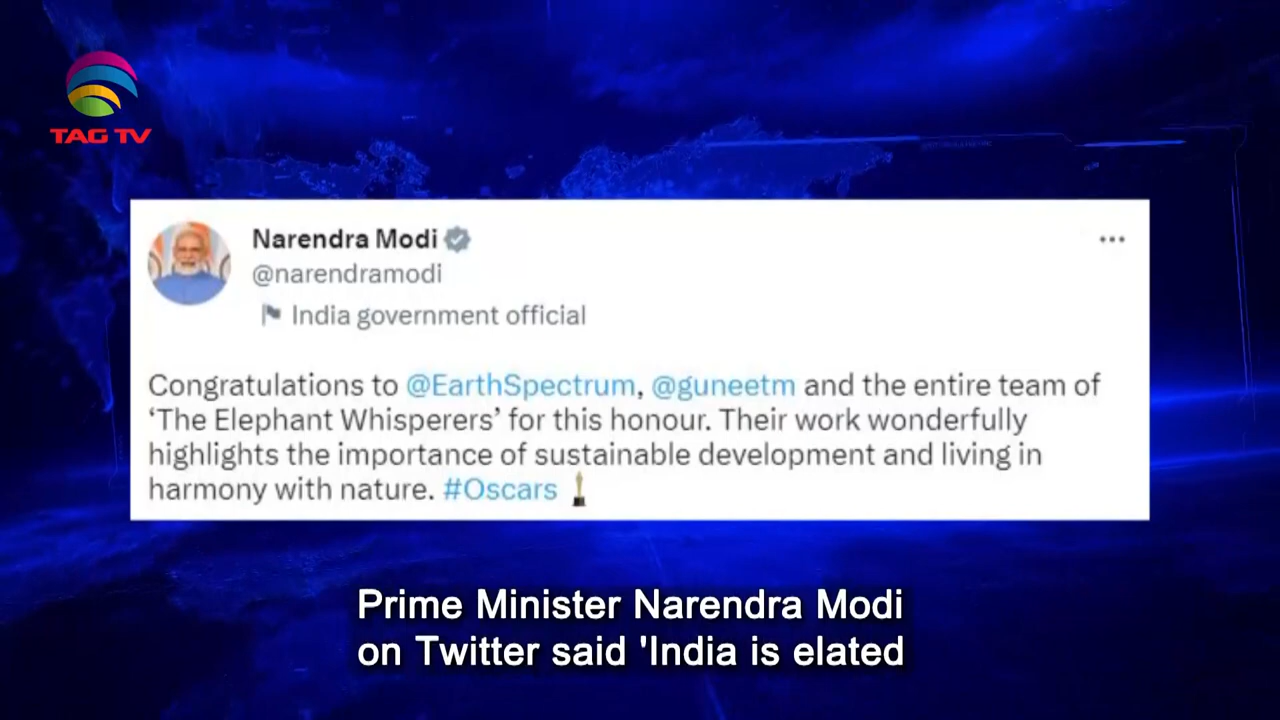 TAG TV
Narendra Modi
@narendramodi
India government official
Congratulations to @EarthSpectrum, @guneetm and the entire team of
‘The Elephant Whisperers’ for this honour. Their work wonderfully
highlights the importance of sustainable development and living in
harmony with nature. #Oscars
Prime Minister Narendra Modi
on Twitter said 'India is elated